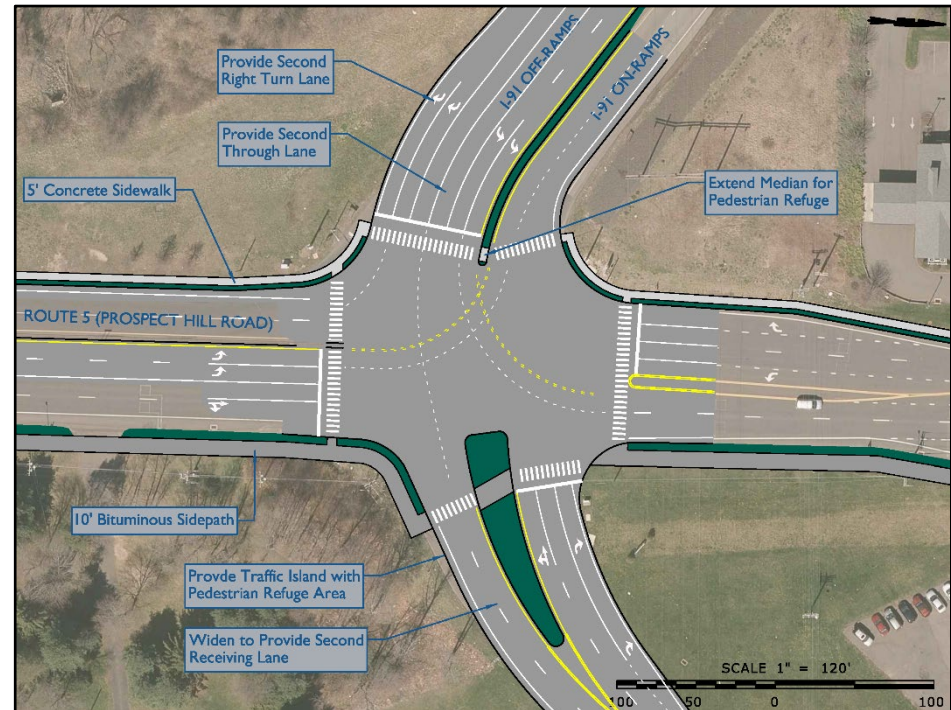 Provide Second
Right Turn Lane
I-91 OFF-RAMPS
I-91 ON-RAMPS
Provide Second
Through Lane
5' Concrete Sidewalk
Extend Median for
Pedestrian Refuge
ROUTE 5 (PROSPECT HILL ROAD)
10' Bituminous Sidepath
Provde Traffic Island with
Pedestrian Refuge Area
Widen to Provide Second
Receiving Lane
SCALE 1" = 120'
100 50 0 100